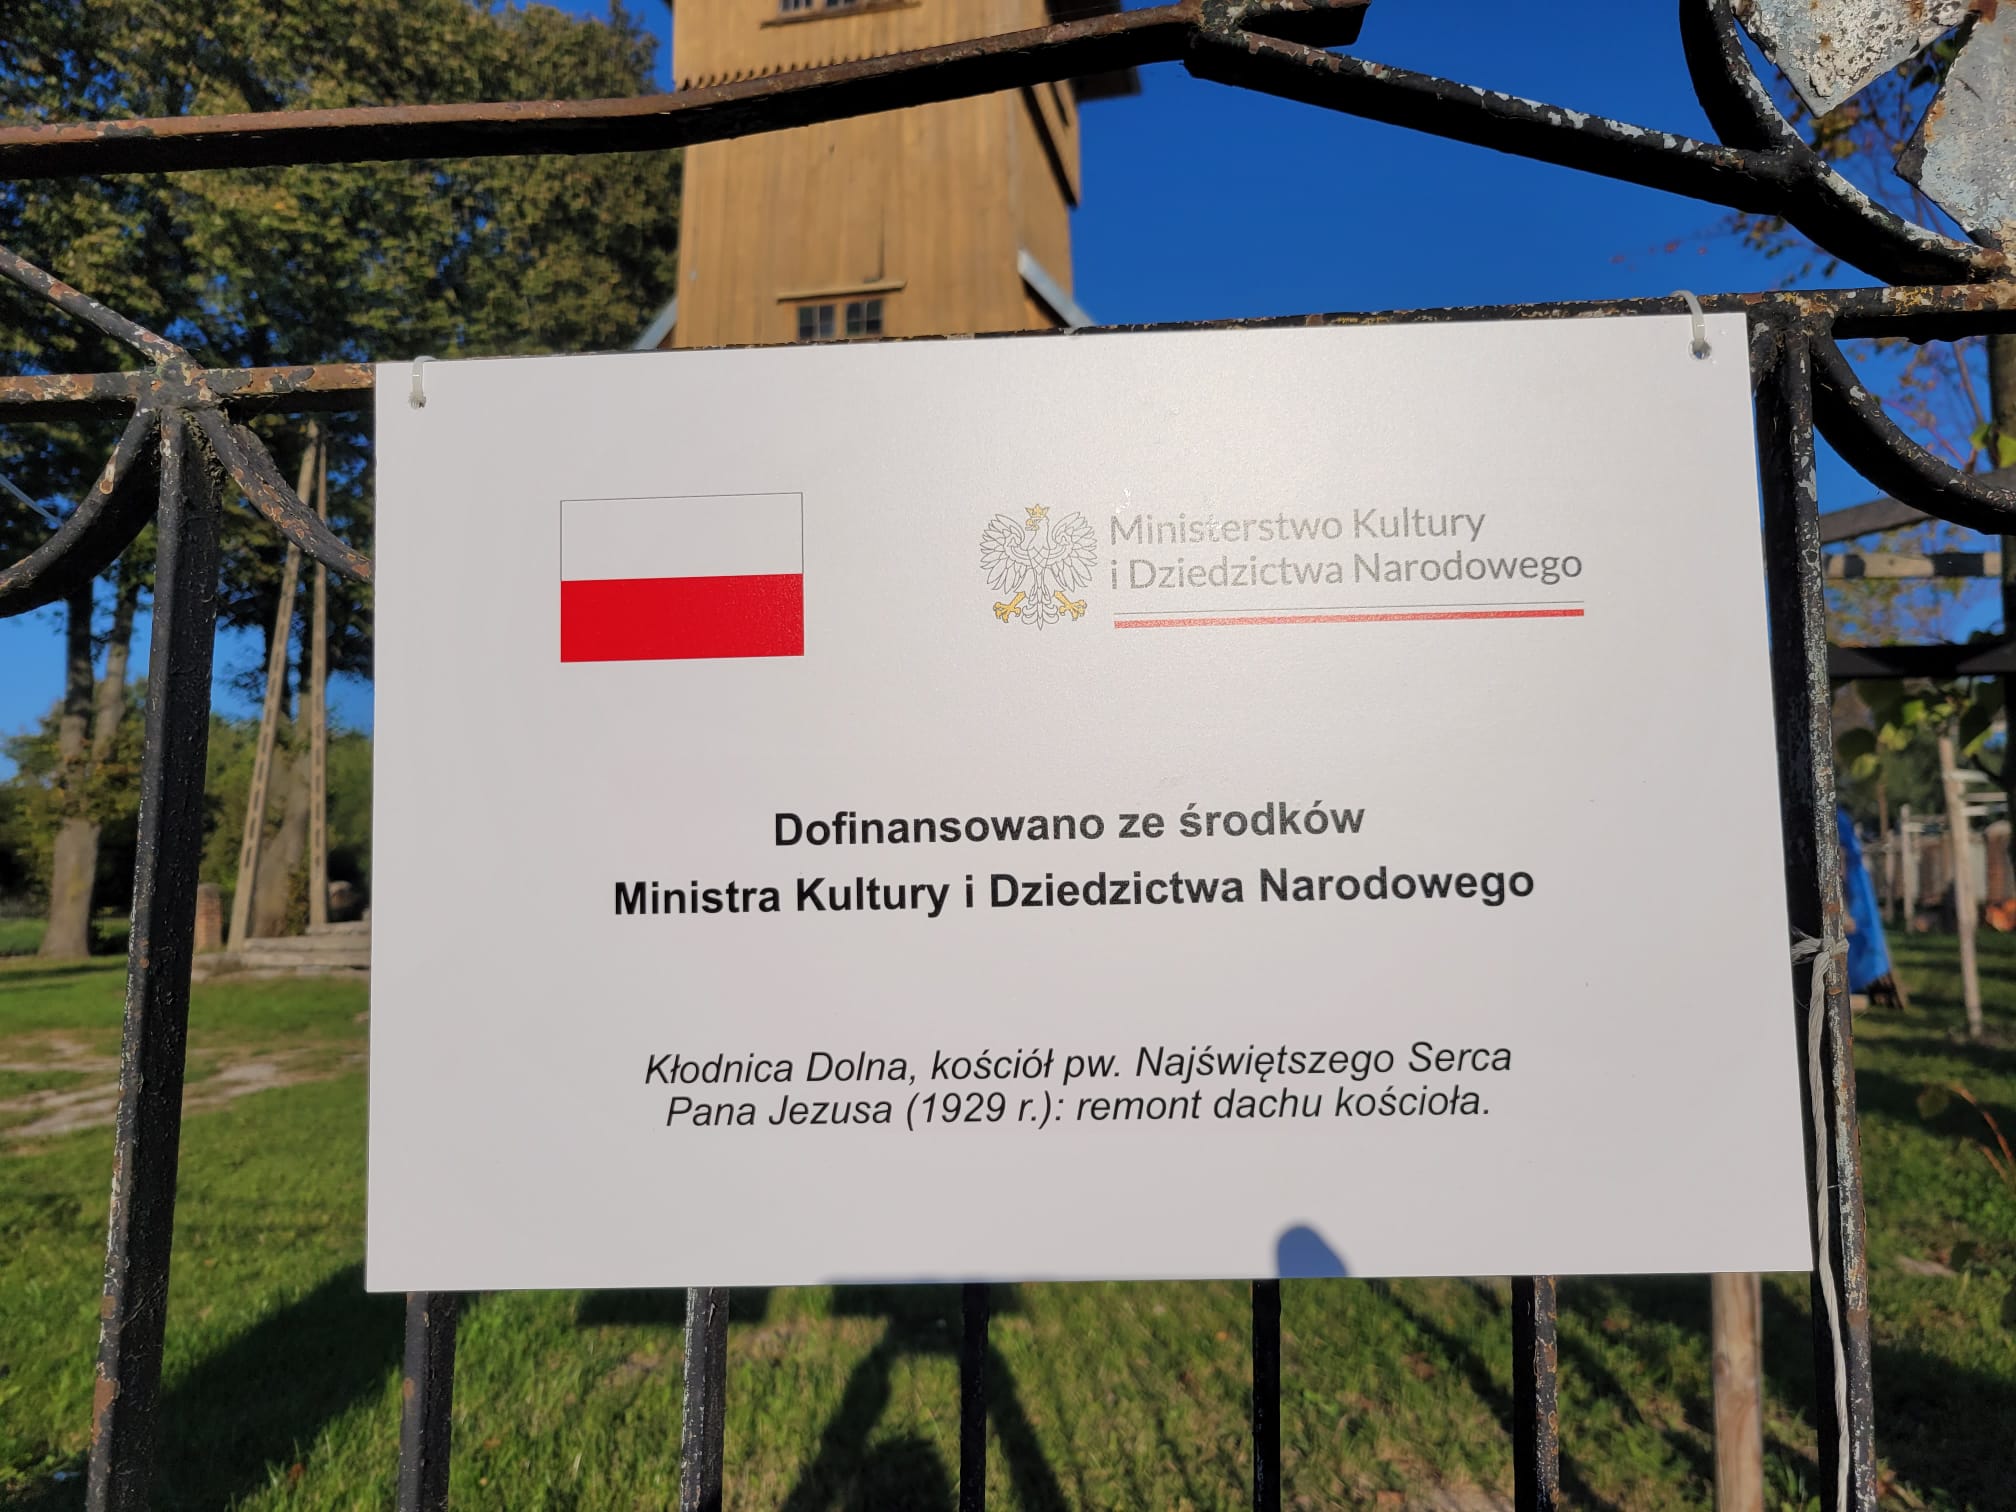 Ministerstwo Kultury
i Dziedzictwa Narodowego
Dofinansowano ze środków
Ministra Kultury i Dziedzictwa Narodowego
Kłodnica Dolna, kościół pw. Najświętszego Serca
Pana Jezusa (1929 r.): remont dachu kościoła.